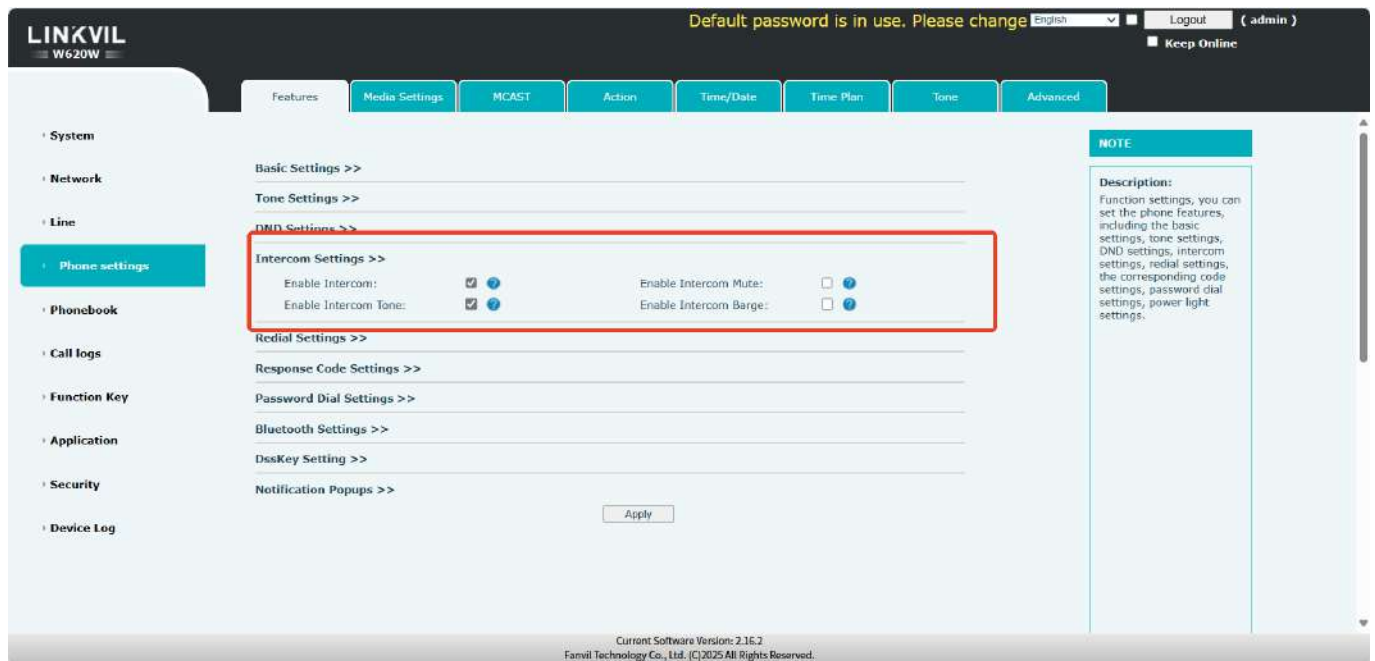 LINKVIL
W620W
Default password is in use. Please change
English
Logout
( admin )
Keep Online
Features
Media Settings
MCAST
Action
Time/Date
Time Plan
Tone
Advanced
System
Network
Line
Phone settings
Phonebook
Call logs
Function Key
Application
Security
Device Log
Basic Settings >>
Tone Settings >>
DND Settings >>
Intercom Settings >>
Enable Intercom:
Enable Intercom Mute:
Enable Intercom Tone:
Enable Intercom Barge:
Redial Settings >>
Response Code Settings >>
Password Dial Settings >>
Bluetooth Settings >>
DssKey Setting >>
Notification Popups >>
Apply
NOTE
Description:
Function settings, you can
set the phone features,
including the basic
settings, tone settings,
DND settings, intercom
settings, redial settings,
the corresponding code
settings, password dial
settings, power light
settings.
Current Software Version: 2.16.2
Fanvil Technology Co., Ltd. (C)2025 All Rights Reserved.